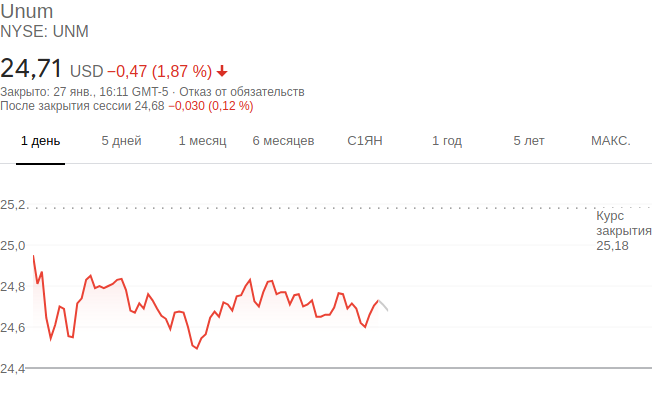 Unum
NYSE: UNM
24,71 USD −0,47 (1,87 %)
Закрыто: 27 янв., 16:11 GMT-5 · Отказ от обязательств
После закрытия сессии 24,68 −0,030 (0,12 %)
1 день 5 дней 1 месяц 6 месяцев С1ЯН 1 год 5 лет МАКС.
25,2
Курс
закрытия
25,18
25,0
24,8
24,6
24,4